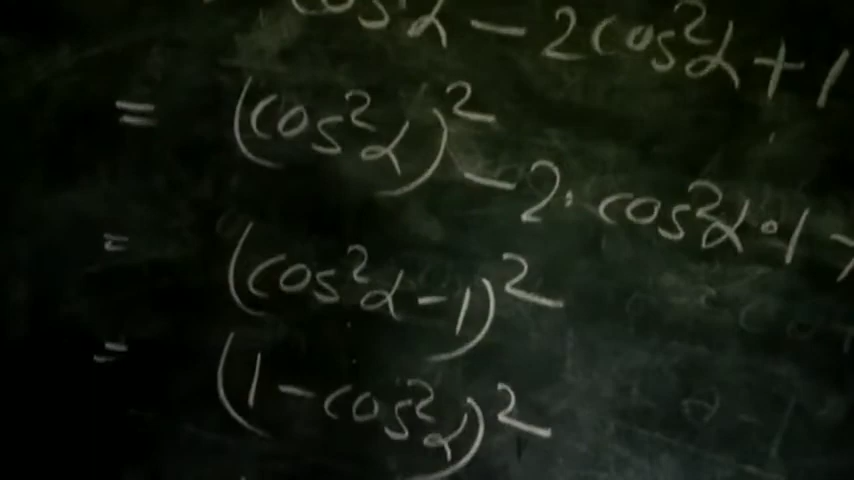 cos⁴α - 2cos²α + 1
= (cos²α)² - 2·cos²α·1 +
= (cos²α - 1)²
= (1 - cos²α)²